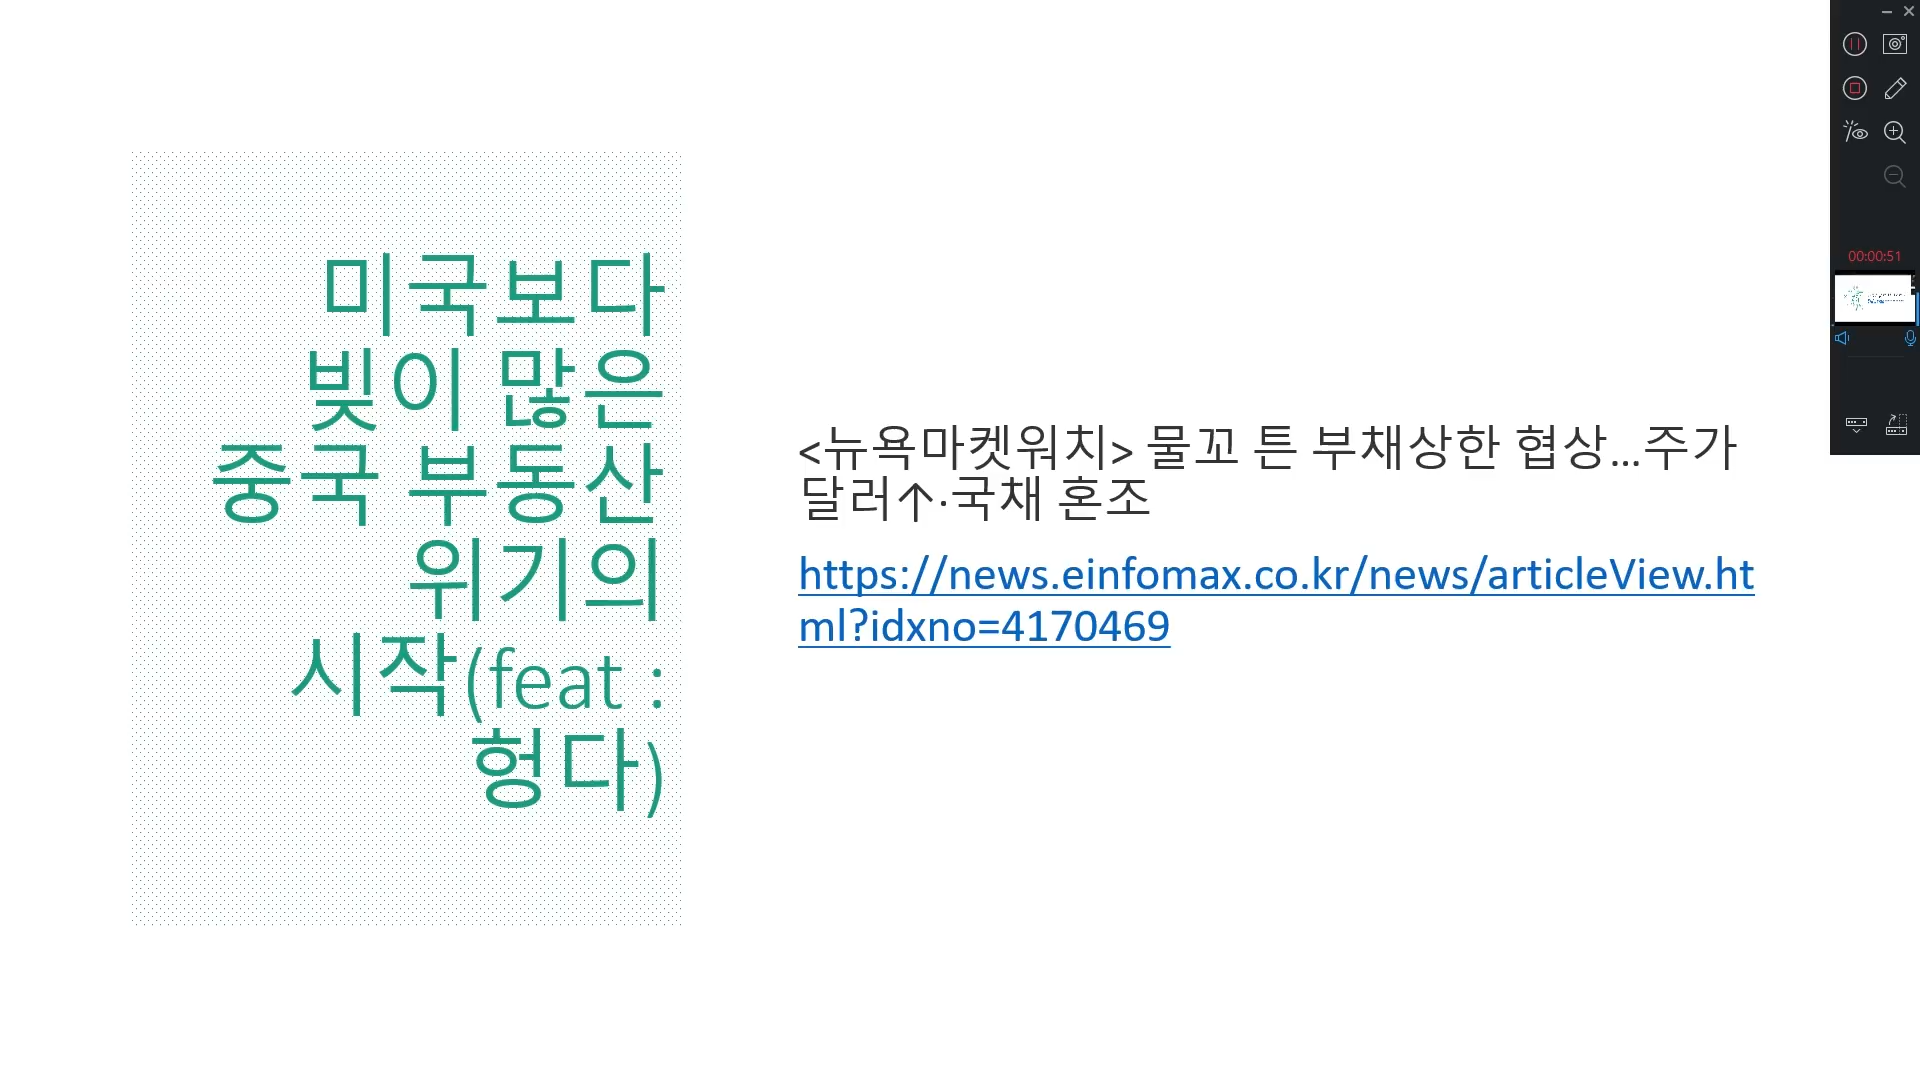 미국보다
빚이 많은
중국 부동산
위기의
시작(feat :
헝다)
<뉴욕마켓워치> 물꼬 튼 부채상한 협상…주가
달러↑·국채 혼조
https://news.einfomax.co.kr/news/articleView.ht
ml?idxno=4170469
00:00:51